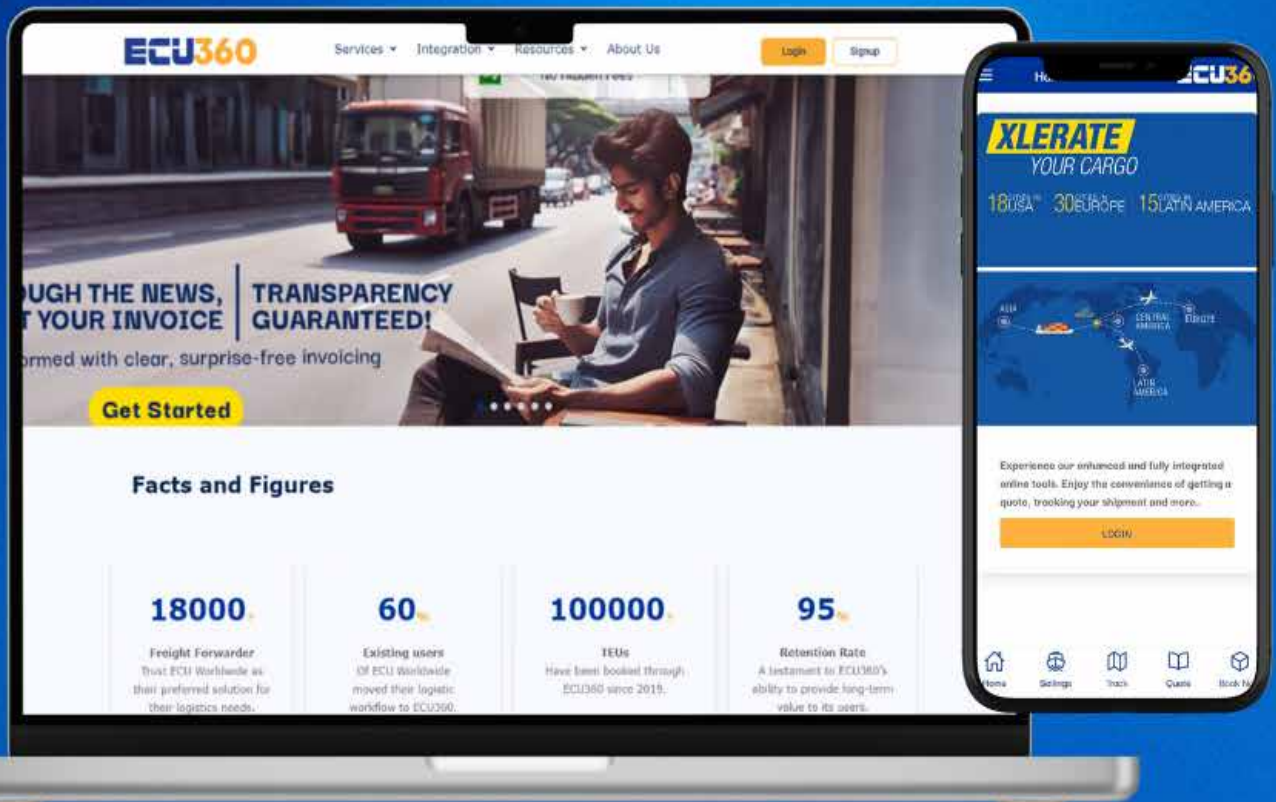 ECU360
Services
Integration
Resources
About Us
Login
Signup
No Hidden Fees
UGH THE NEWS,
T YOUR INVOICE
TRANSPARENCY
GUARANTEED!
ormed with clear, surprise-free invoicing
Get Started
Facts and Figures
18000
Freight Forwarder
Trust ECU Worldwide as
their preferred solution for
their logistics needs.
60%
Existing users
Of ECU Worldwide
moved their logistic
workflow to ECU360.
100000
TEUs
Have been booked through
ECU360 since 2019.
95%
Retention Rate
A testament to ECU360's
ability to provide long-term
value to its users.
ECU36
XLERATE
YOUR CARGO
18 USA
30 EUROPE
15 LATIN AMERICA
ASIA
CENTRAL
AMERICA
EUROPE
LATIN
AMERICA
Experience our enhanced and fully integrated
online tools. Enjoy the convenience of getting a
quote, tracking your shipment and more.
LOGIN
Home
Sailings
Track
Quote
Book N